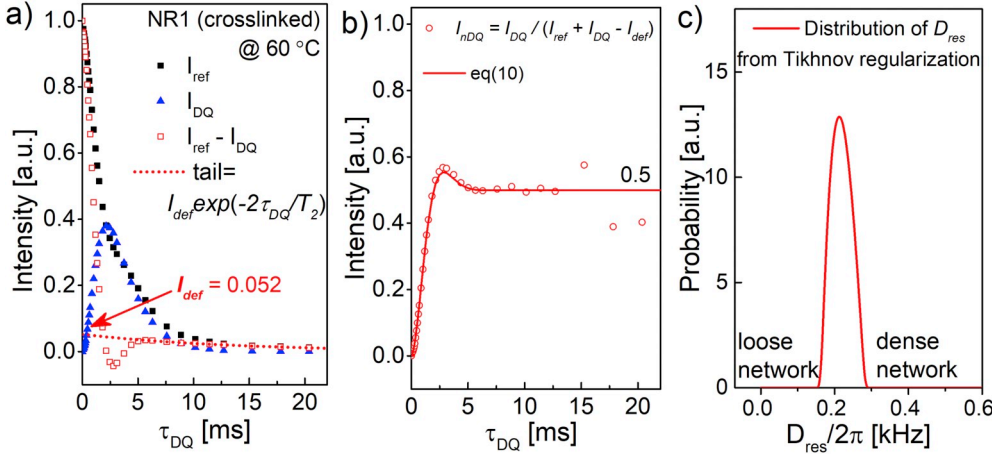 a)
NR1 (crosslinked)
@ 60 °C
I_ref
I_DQ
I_ref - I_DQ
tail=
I_def exp(-2τ_DQ/T_2)
I_def = 0.052
1.0
0.8
0.6
0.4
0.2
0.0
Intensity [a.u.]
0 5 10 15 20
τ_DQ [ms]
b)
I_nDQ = I_DQ / (I_ref + I_DQ - I_def)
eq(10)
0.5
1.0
0.8
0.6
0.4
0.2
0.0
Intensity [a.u.]
0 5 10 15 20
τ_DQ [ms]
c)
Distribution of D_res
from Tikhnov regularization
15
10
5
0
Probability [a.u.]
loose
network
dense
network
0.0 0.2 0.4 0.6
D_res/2π [kHz]